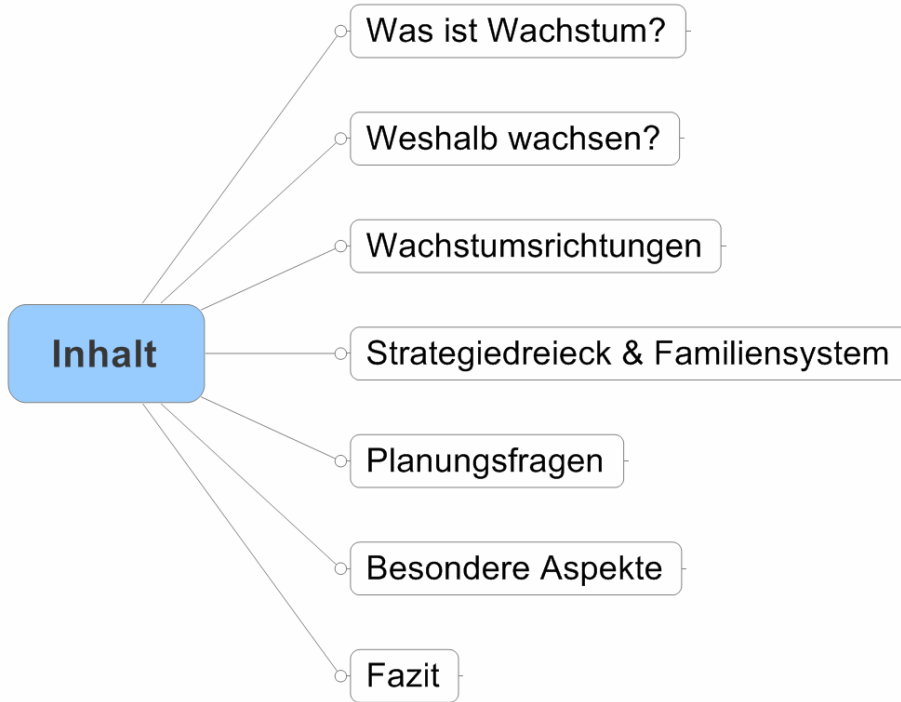 Was ist Wachstum?
Weshalb wachsen?
Wachstumsrichtungen
Inhalt
Strategiedreieck & Familiensystem
Planungsfragen
Besondere Aspekte
Fazit